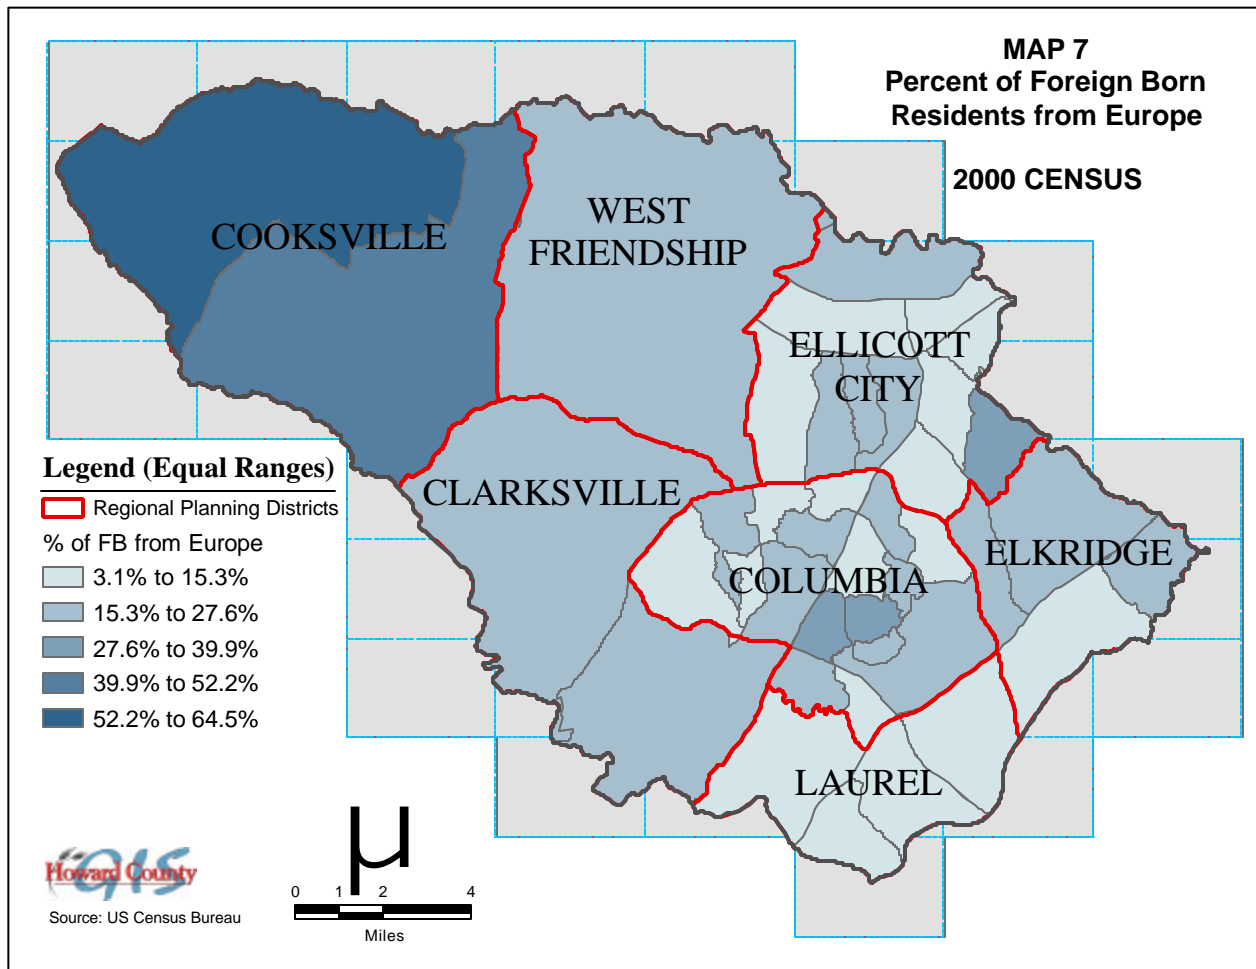 MAP 7
Percent of Foreign Born
Residents from Europe
2000 CENSUS
COOKSVILLE
WEST
FRIENDSHIP
ELLICOTT
CITY
CLARKSVILLE
COLUMBIA
ELKRIDGE
LAUREL
Legend (Equal Ranges)
Regional Planning Districts
% of FB from Europe
3.1% to 15.3%
15.3% to 27.6%
27.6% to 39.9%
39.9% to 52.2%
52.2% to 64.5%
Howard County
GIS
Source: US Census Bureau
µ
0 1 2 4
Miles